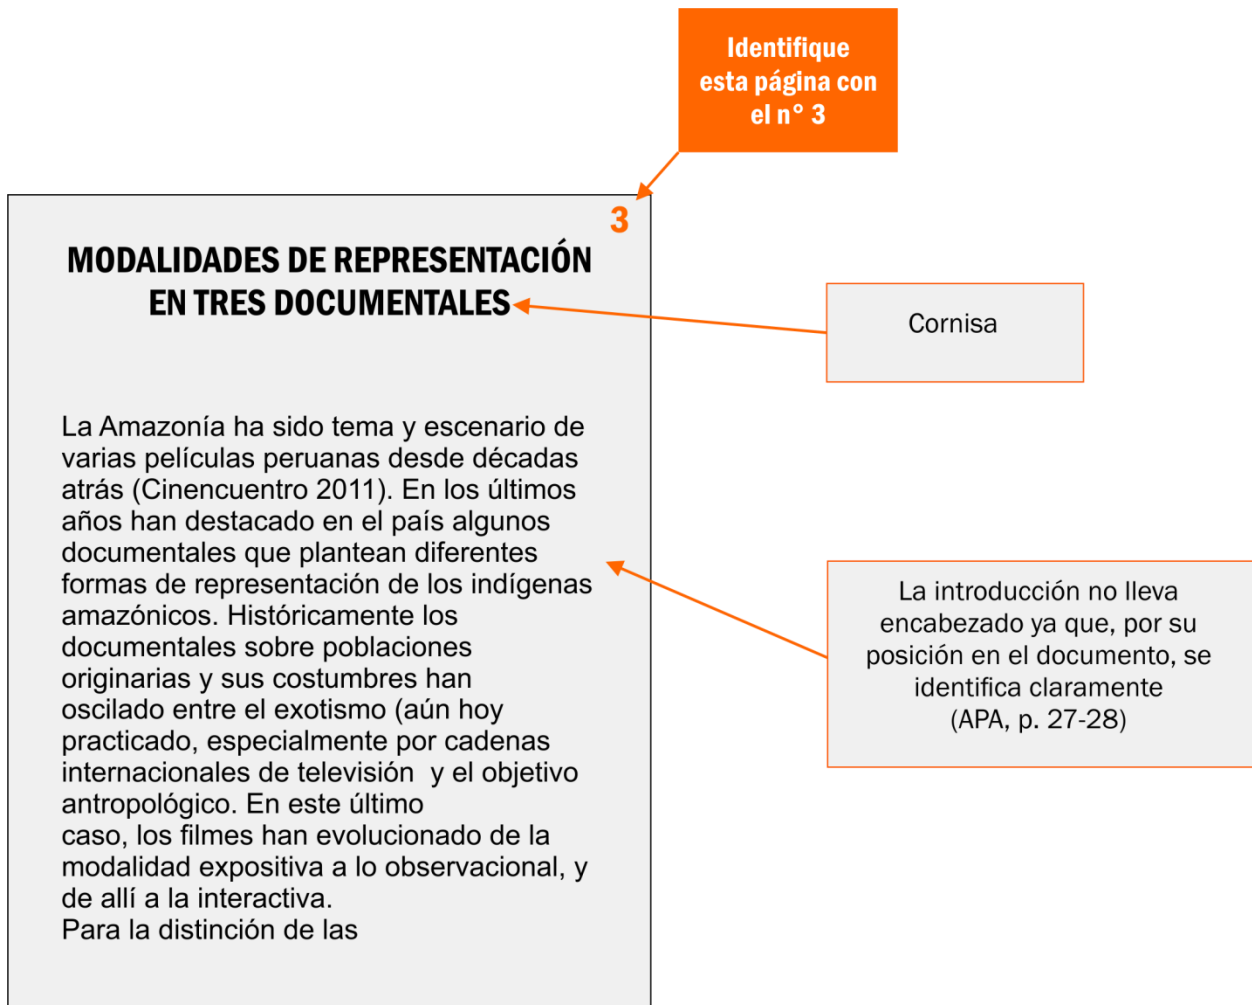 Identifique
esta página con
el n° 3
3
MODALIDADES DE REPRESENTACIÓN
EN TRES DOCUMENTALES
Cornisa
La Amazonía ha sido tema y escenario de
varias películas peruanas desde décadas
atrás (Cinencuentro 2011). En los últimos
años han destacado en el país algunos
documentales que plantean diferentes
formas de representación de los indígenas
amazónicos. Históricamente los
documentales sobre poblaciones
originarias y sus costumbres han
oscilado entre el exotismo (aún hoy
practicado, especialmente por cadenas
internacionales de televisión  y el objetivo
antropológico. En este último
caso, los filmes han evolucionado de la
modalidad expositiva a lo observacional, y
de allí a la interactiva.
Para la distinción de las
La introducción no lleva
encabezado ya que, por su
posición en el documento, se
identifica claramente
(APA, p. 27-28)